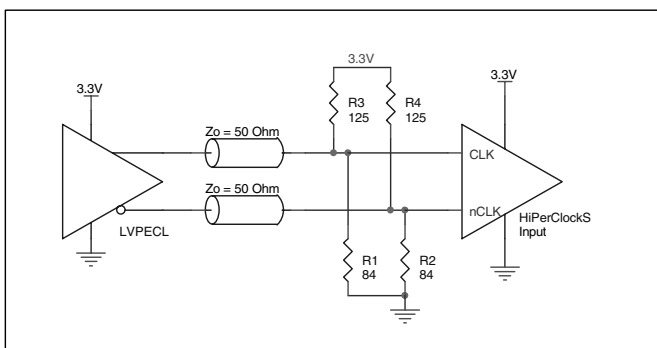 3.3V
3.3V
3.3V
R3
125
R4
125
Zo = 50 Ohm
CLK
Zo = 50 Ohm
nCLK
HiPerClockS
Input
LVPECL
R1
84
R2
84